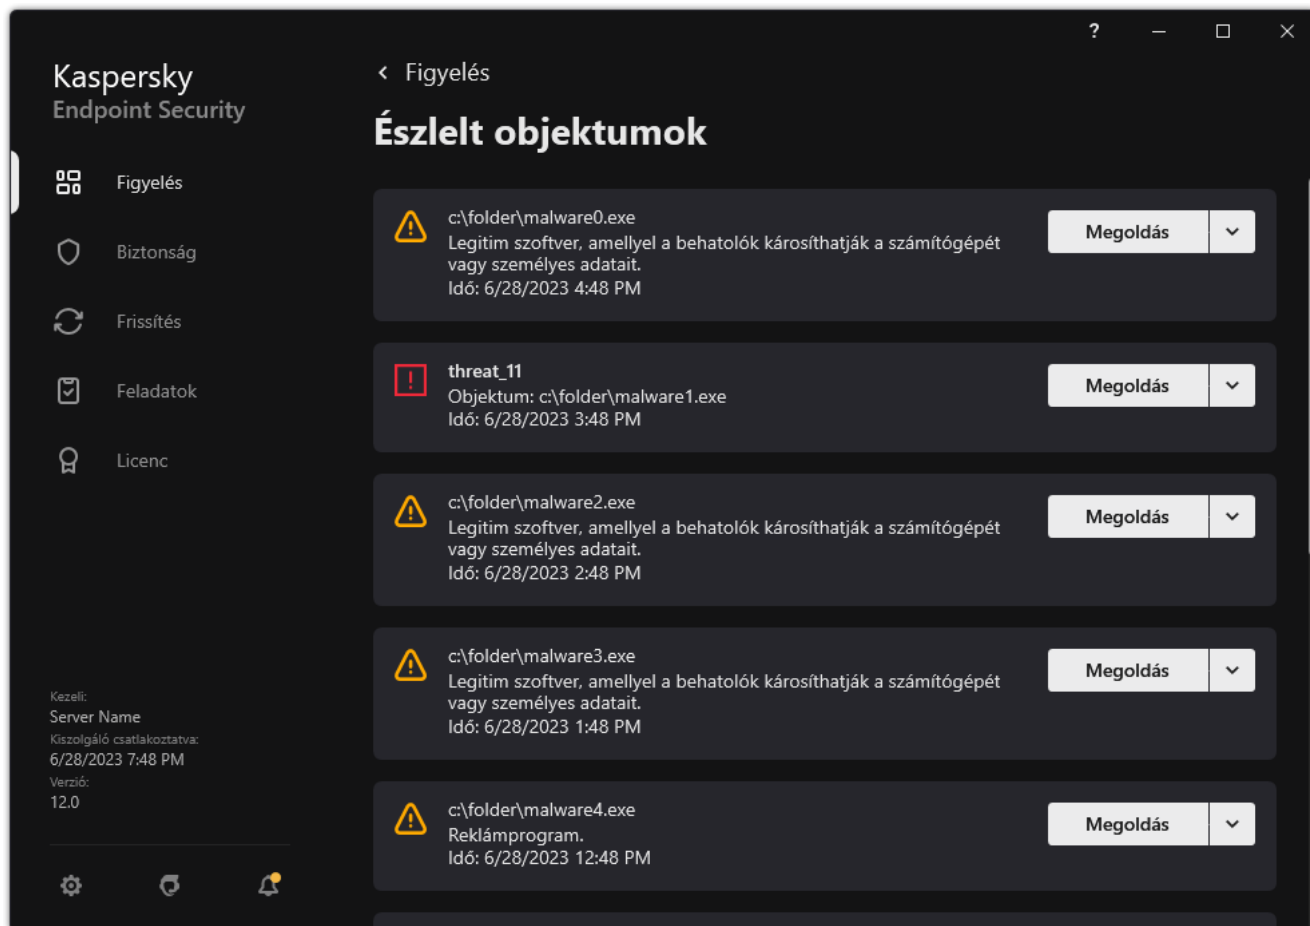 ?
Kaspersky
Endpoint Security
Figyelés
Biztonság
Frissítés
Feladatok
Licenc
Kezeli:
Server Name
Kiszolgáló csatlakoztatva:
6/28/2023 7:48 PM
Verzió:
12.0
Figyelés
Észlelt objektumok
c:\folder\malware0.exe
Legitim szoftver, amellyel a behatolók károsíthatják a számítógépét
vagy személyes adatait.
Idő: 6/28/2023 4:48 PM
Megoldás
threat_11
Objektum: c:\folder\malware1.exe
Idő: 6/28/2023 3:48 PM
Megoldás
c:\folder\malware2.exe
Legitim szoftver, amellyel a behatolók károsíthatják a számítógépét
vagy személyes adatait.
Idő: 6/28/2023 2:48 PM
Megoldás
c:\folder\malware3.exe
Legitim szoftver, amellyel a behatolók károsíthatják a számítógépét
vagy személyes adatait.
Idő: 6/28/2023 1:48 PM
Megoldás
c:\folder\malware4.exe
Reklámprogram.
Idő: 6/28/2023 12:48 PM
Megoldás